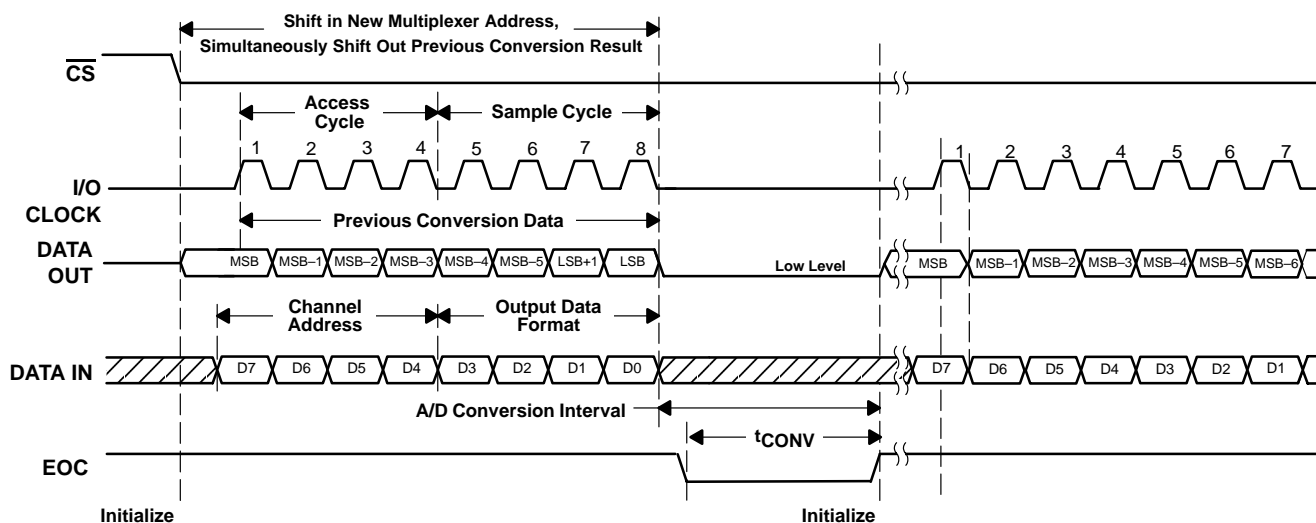 Shift in New Multiplexer Address,
Simultaneously Shift Out Previous Conversion Result
CS
Access
Cycle
Sample Cycle
1 2 3 4 5 6 7 8 1 2 3 4 5 6 7
I/O
CLOCK
Previous Conversion Data
DATA
OUT
MSB MSB–1 MSB–2 MSB–3 MSB–4 MSB–5 LSB+1 LSB Low Level MSB MSB–1 MSB–2 MSB–3 MSB–4 MSB–5 MSB–6
Channel
Address
Output Data
Format
DATA IN D7 D6 D5 D4 D3 D2 D1 D0 D7 D6 D5 D4 D3 D2 D1
A/D Conversion Interval
tCONV
EOC
Initialize Initialize